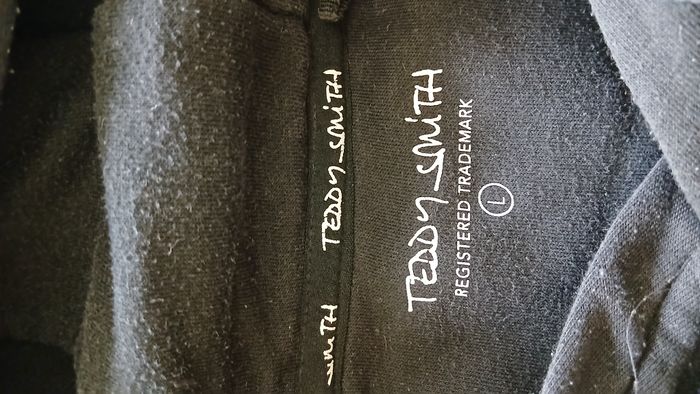 SMiTH TEDDY SMiTH
TEDDY SMiTH
REGISTERED TRADEMARK
L